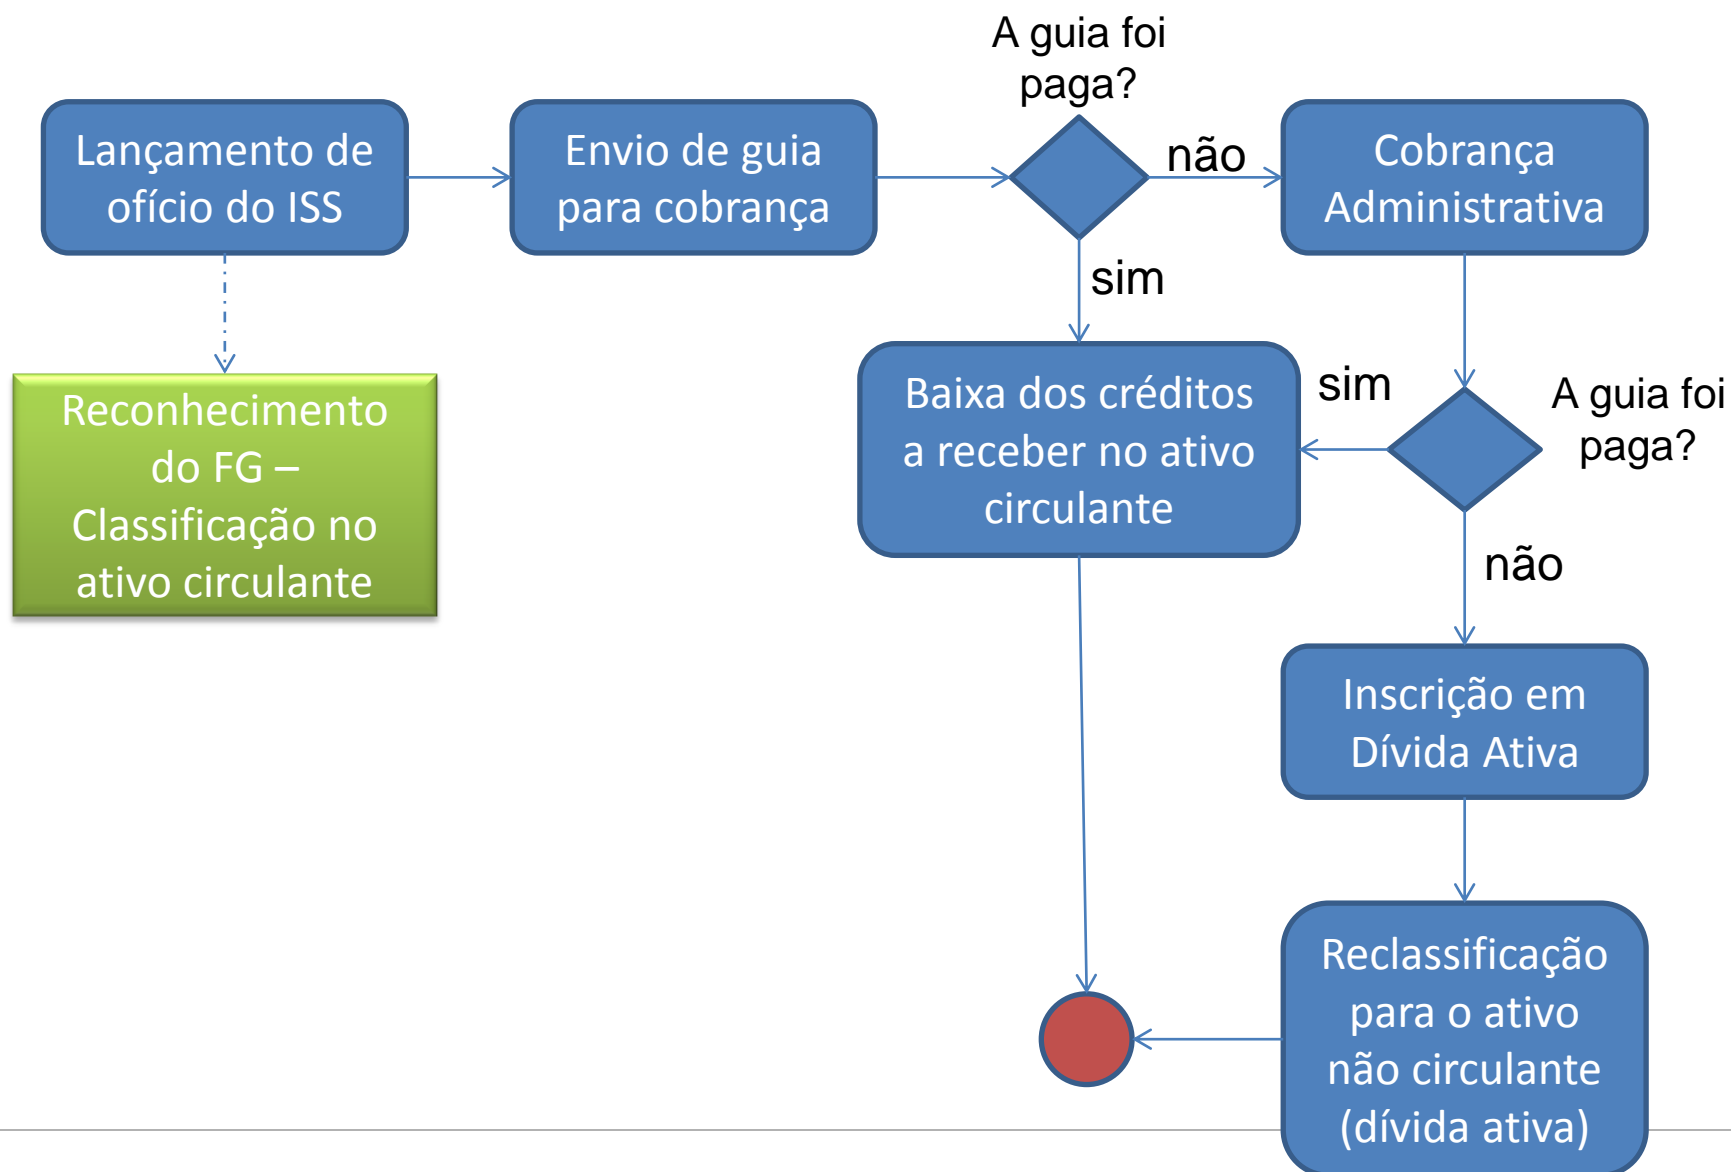 A guia foi
paga?
Lançamento de
ofício do ISS
Envio de guia
para cobrança
não
Cobrança
Administrativa
sim
Reconhecimento
do FG –
Classificação no
ativo circulante
Baixa dos créditos
a receber no ativo
circulante
sim
A guia foi
paga?
não
Inscrição em
Dívida Ativa
Reclassificação
para o ativo
não circulante
(dívida ativa)